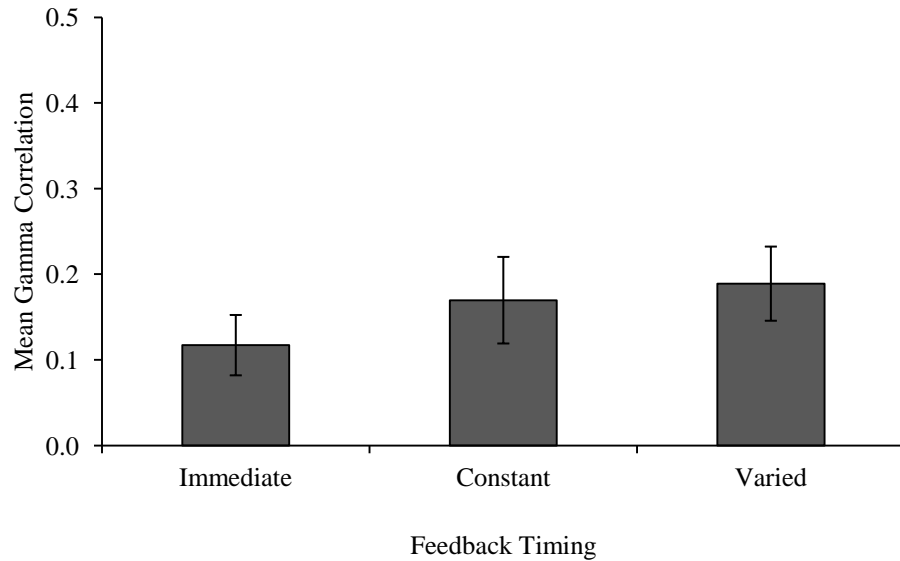 0.5
0.4
0.3
0.2
0.1
0.0
Mean Gamma Correlation
Immediate
Constant
Varied
Feedback Timing